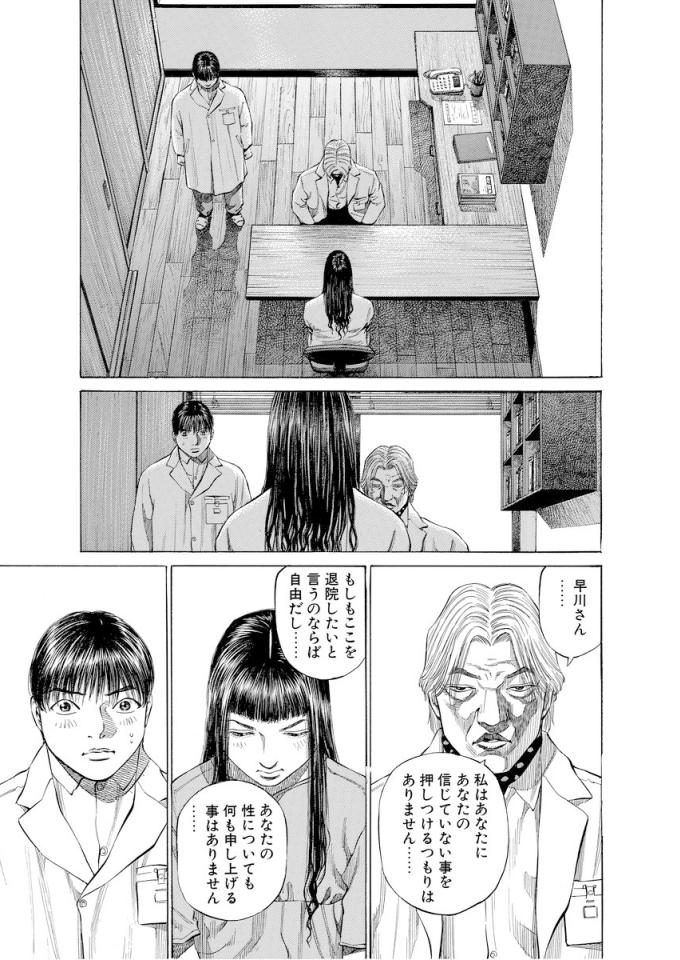 早川さん
……
私はあなたに
あなたの
信じていない事を
押しつけるつもりは
ありません……
もしもここを
退院したいと
言うのならば
自由だし……
あなたの
性についても
何も申し上げる
事はありません
……